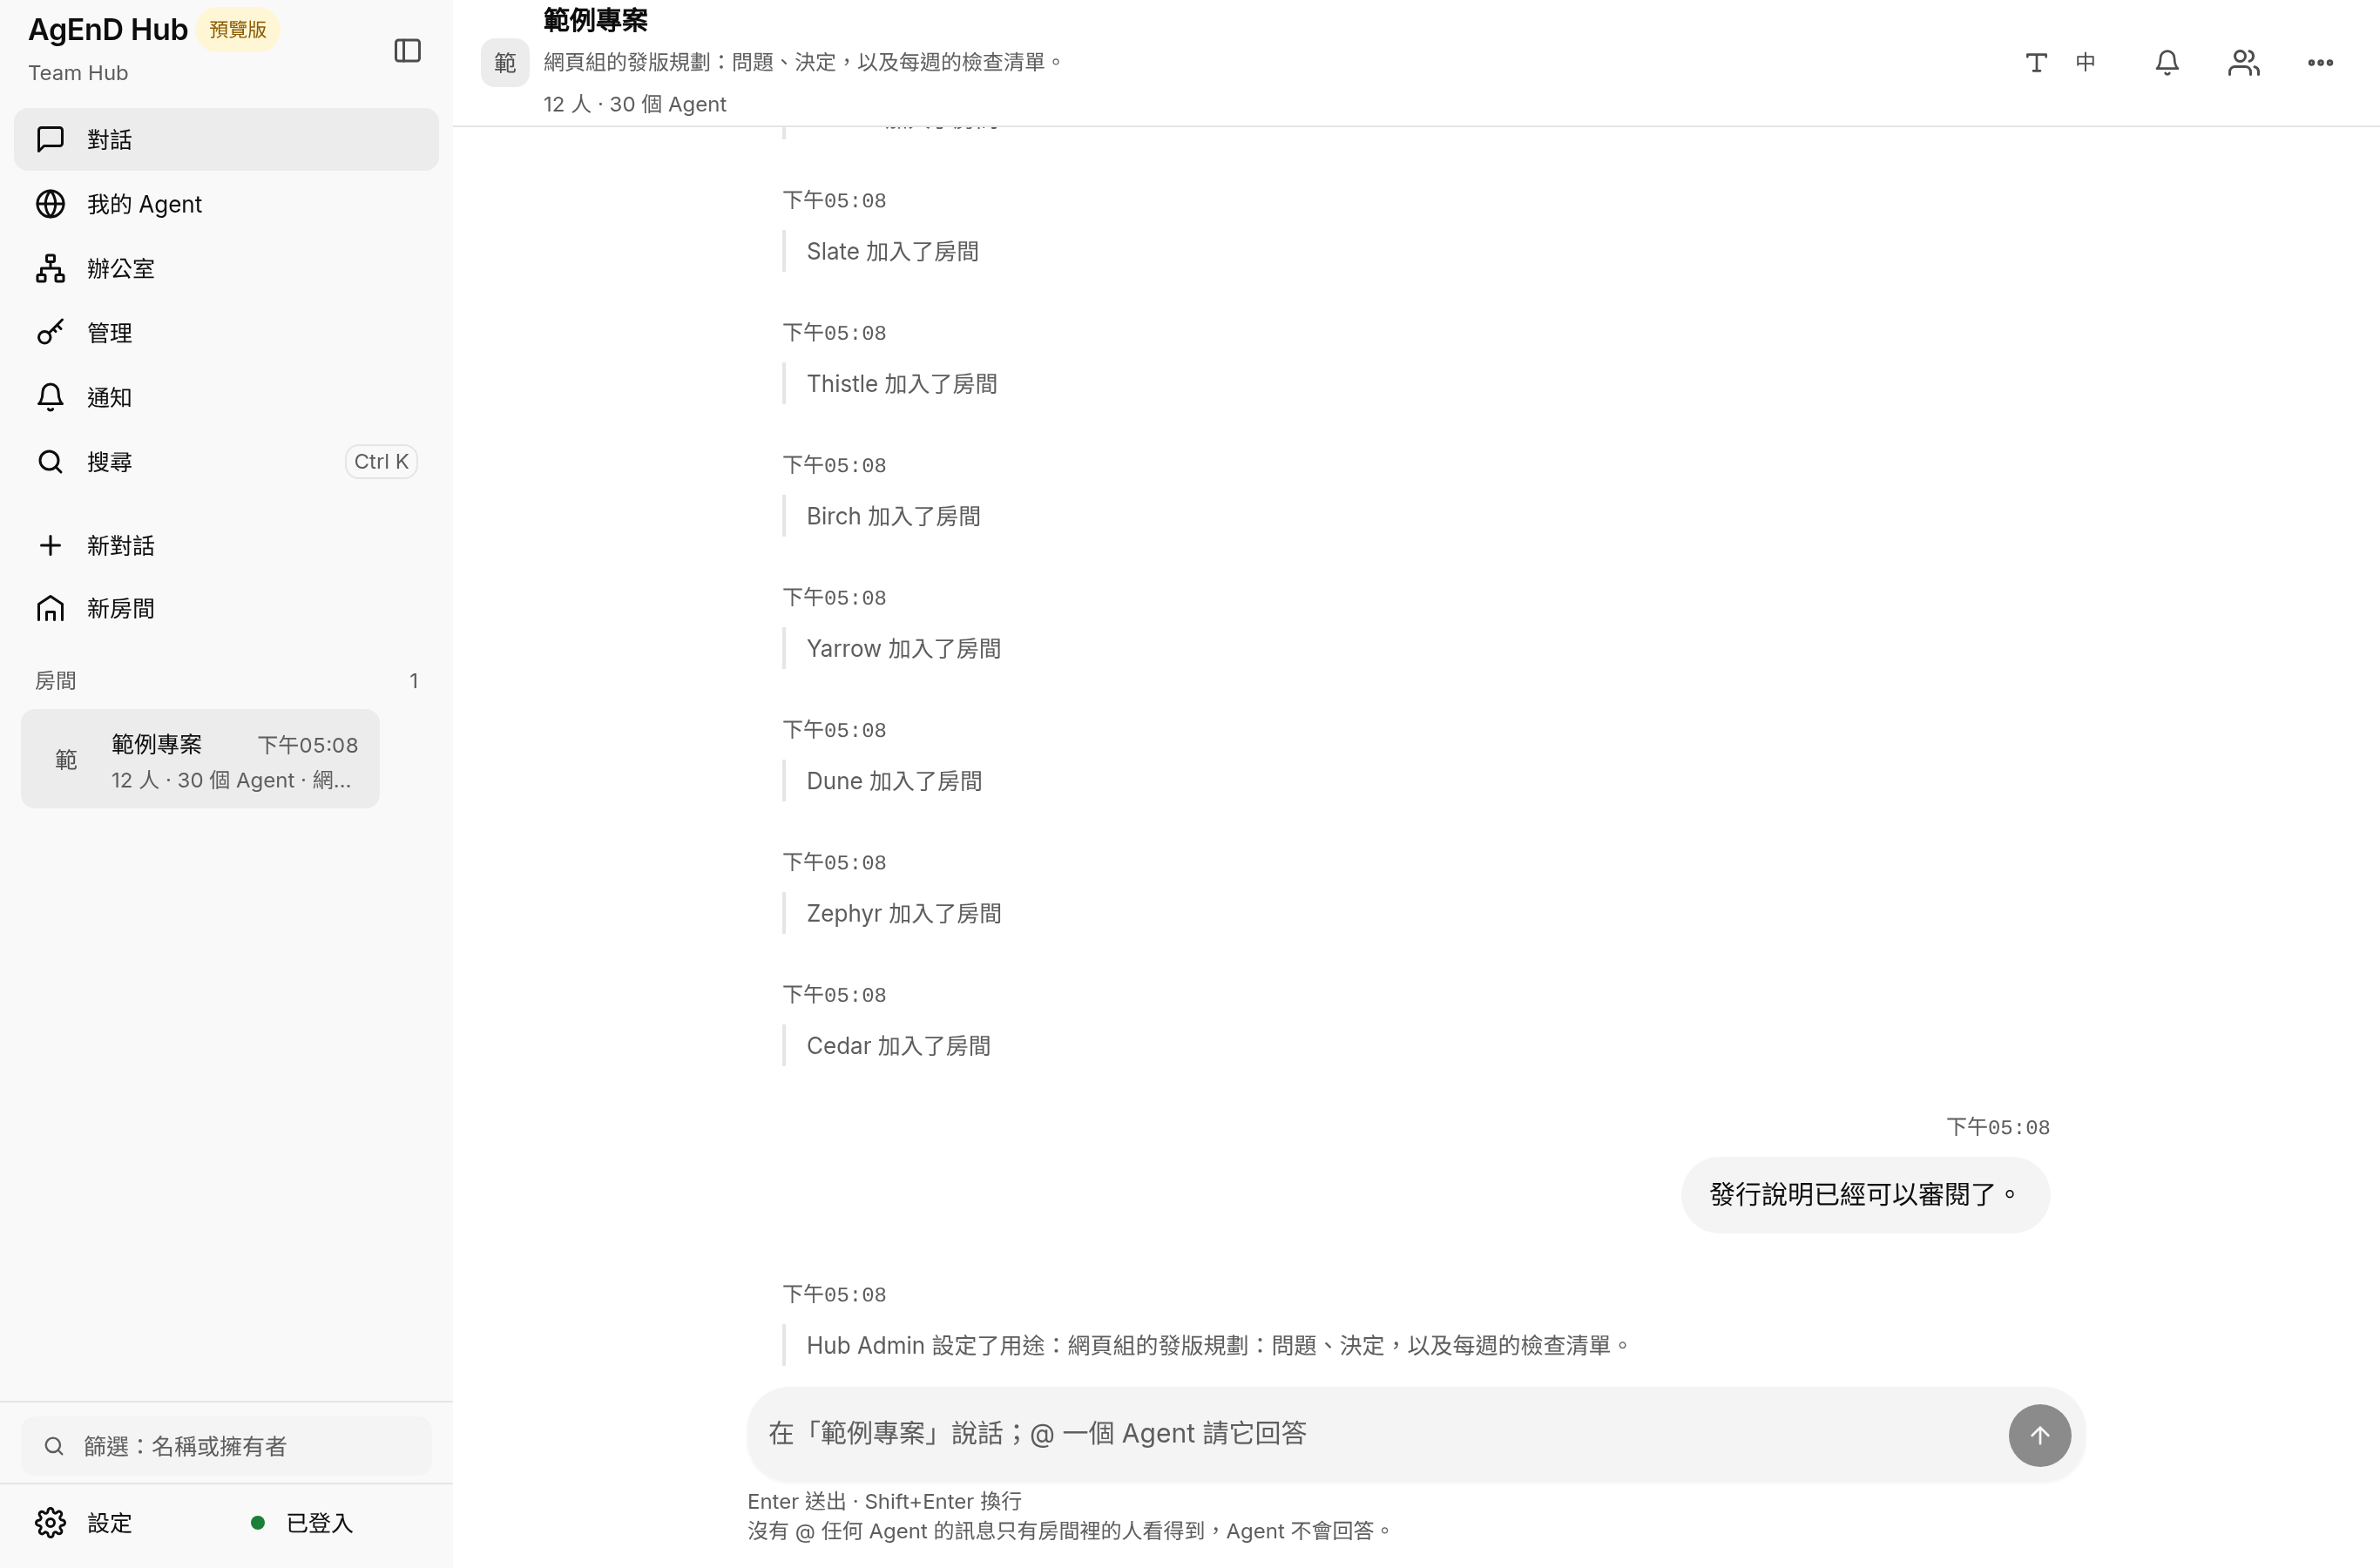 AgEnD Hub 預覽版
Team Hub
對話
我的 Agent
辦公室
管理
通知
搜尋 Ctrl K
新對話
新房間
房間 1
範 範例專案 下午05:08
12 人 · 30 個 Agent · 網...
篩選：名稱或擁有者
設定 已登入
範例專案
範 網頁組的發版規劃：問題、決定，以及每週的檢查清單。
12 人 · 30 個 Agent
中
下午05:08
Slate 加入了房間
下午05:08
Thistle 加入了房間
下午05:08
Birch 加入了房間
下午05:08
Yarrow 加入了房間
下午05:08
Dune 加入了房間
下午05:08
Zephyr 加入了房間
下午05:08
Cedar 加入了房間
下午05:08
發行說明已經可以審閱了。
下午05:08
Hub Admin 設定了用途：網頁組的發版規劃：問題、決定，以及每週的檢查清單。
在「範例專案」說話；@ 一個 Agent 請它回答
Enter 送出 · Shift+Enter 換行
沒有 @ 任何 Agent 的訊息只有房間裡的人看得到，Agent 不會回答。